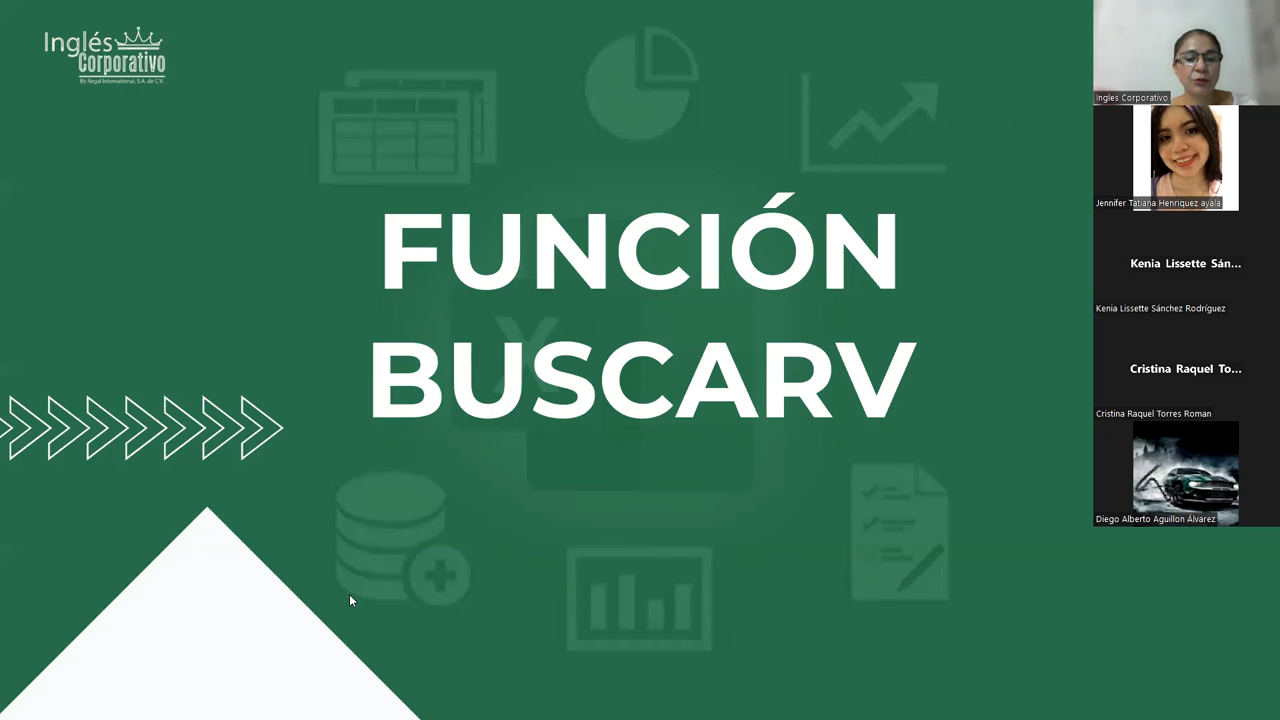 Inglés
Corporativo
By Regal International, S.A. de C.V.
FUNCIÓN
BUSCARV
Ingles Corporativo
Jennifer Tatiana Henriquez ayala
Kenia Lissette Sán...
Kenia Lissette Sánchez Rodríguez
Cristina Raquel To...
Cristina Raquel Torres Roman
Diego Alberto Aguillon Álvarez